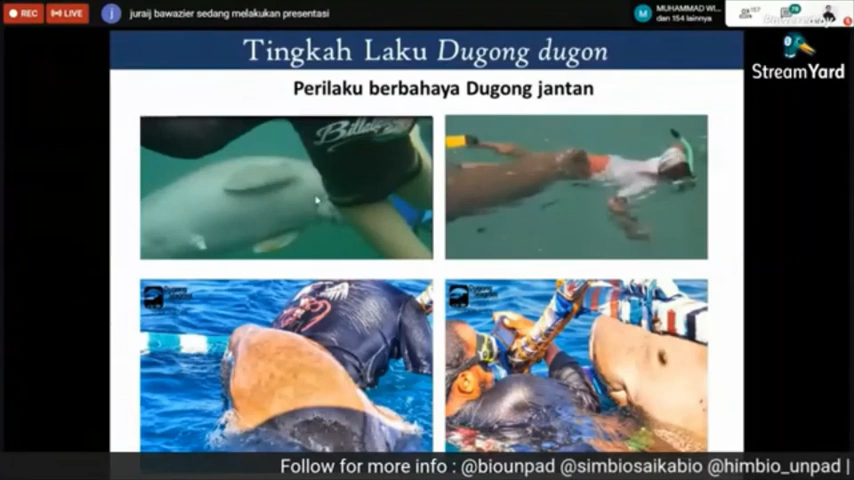 REC
LIVE
j
juraij bawazier sedang melakukan presentasi
M
MUHAMMAD WI...
dan 154 lainnya
StreamYard
Tingkah Laku Dugong dugon
Perilaku berbahaya Dugong jantan
Follow for more info : @biounpad @simbiosaikabio @himbio_unpad |